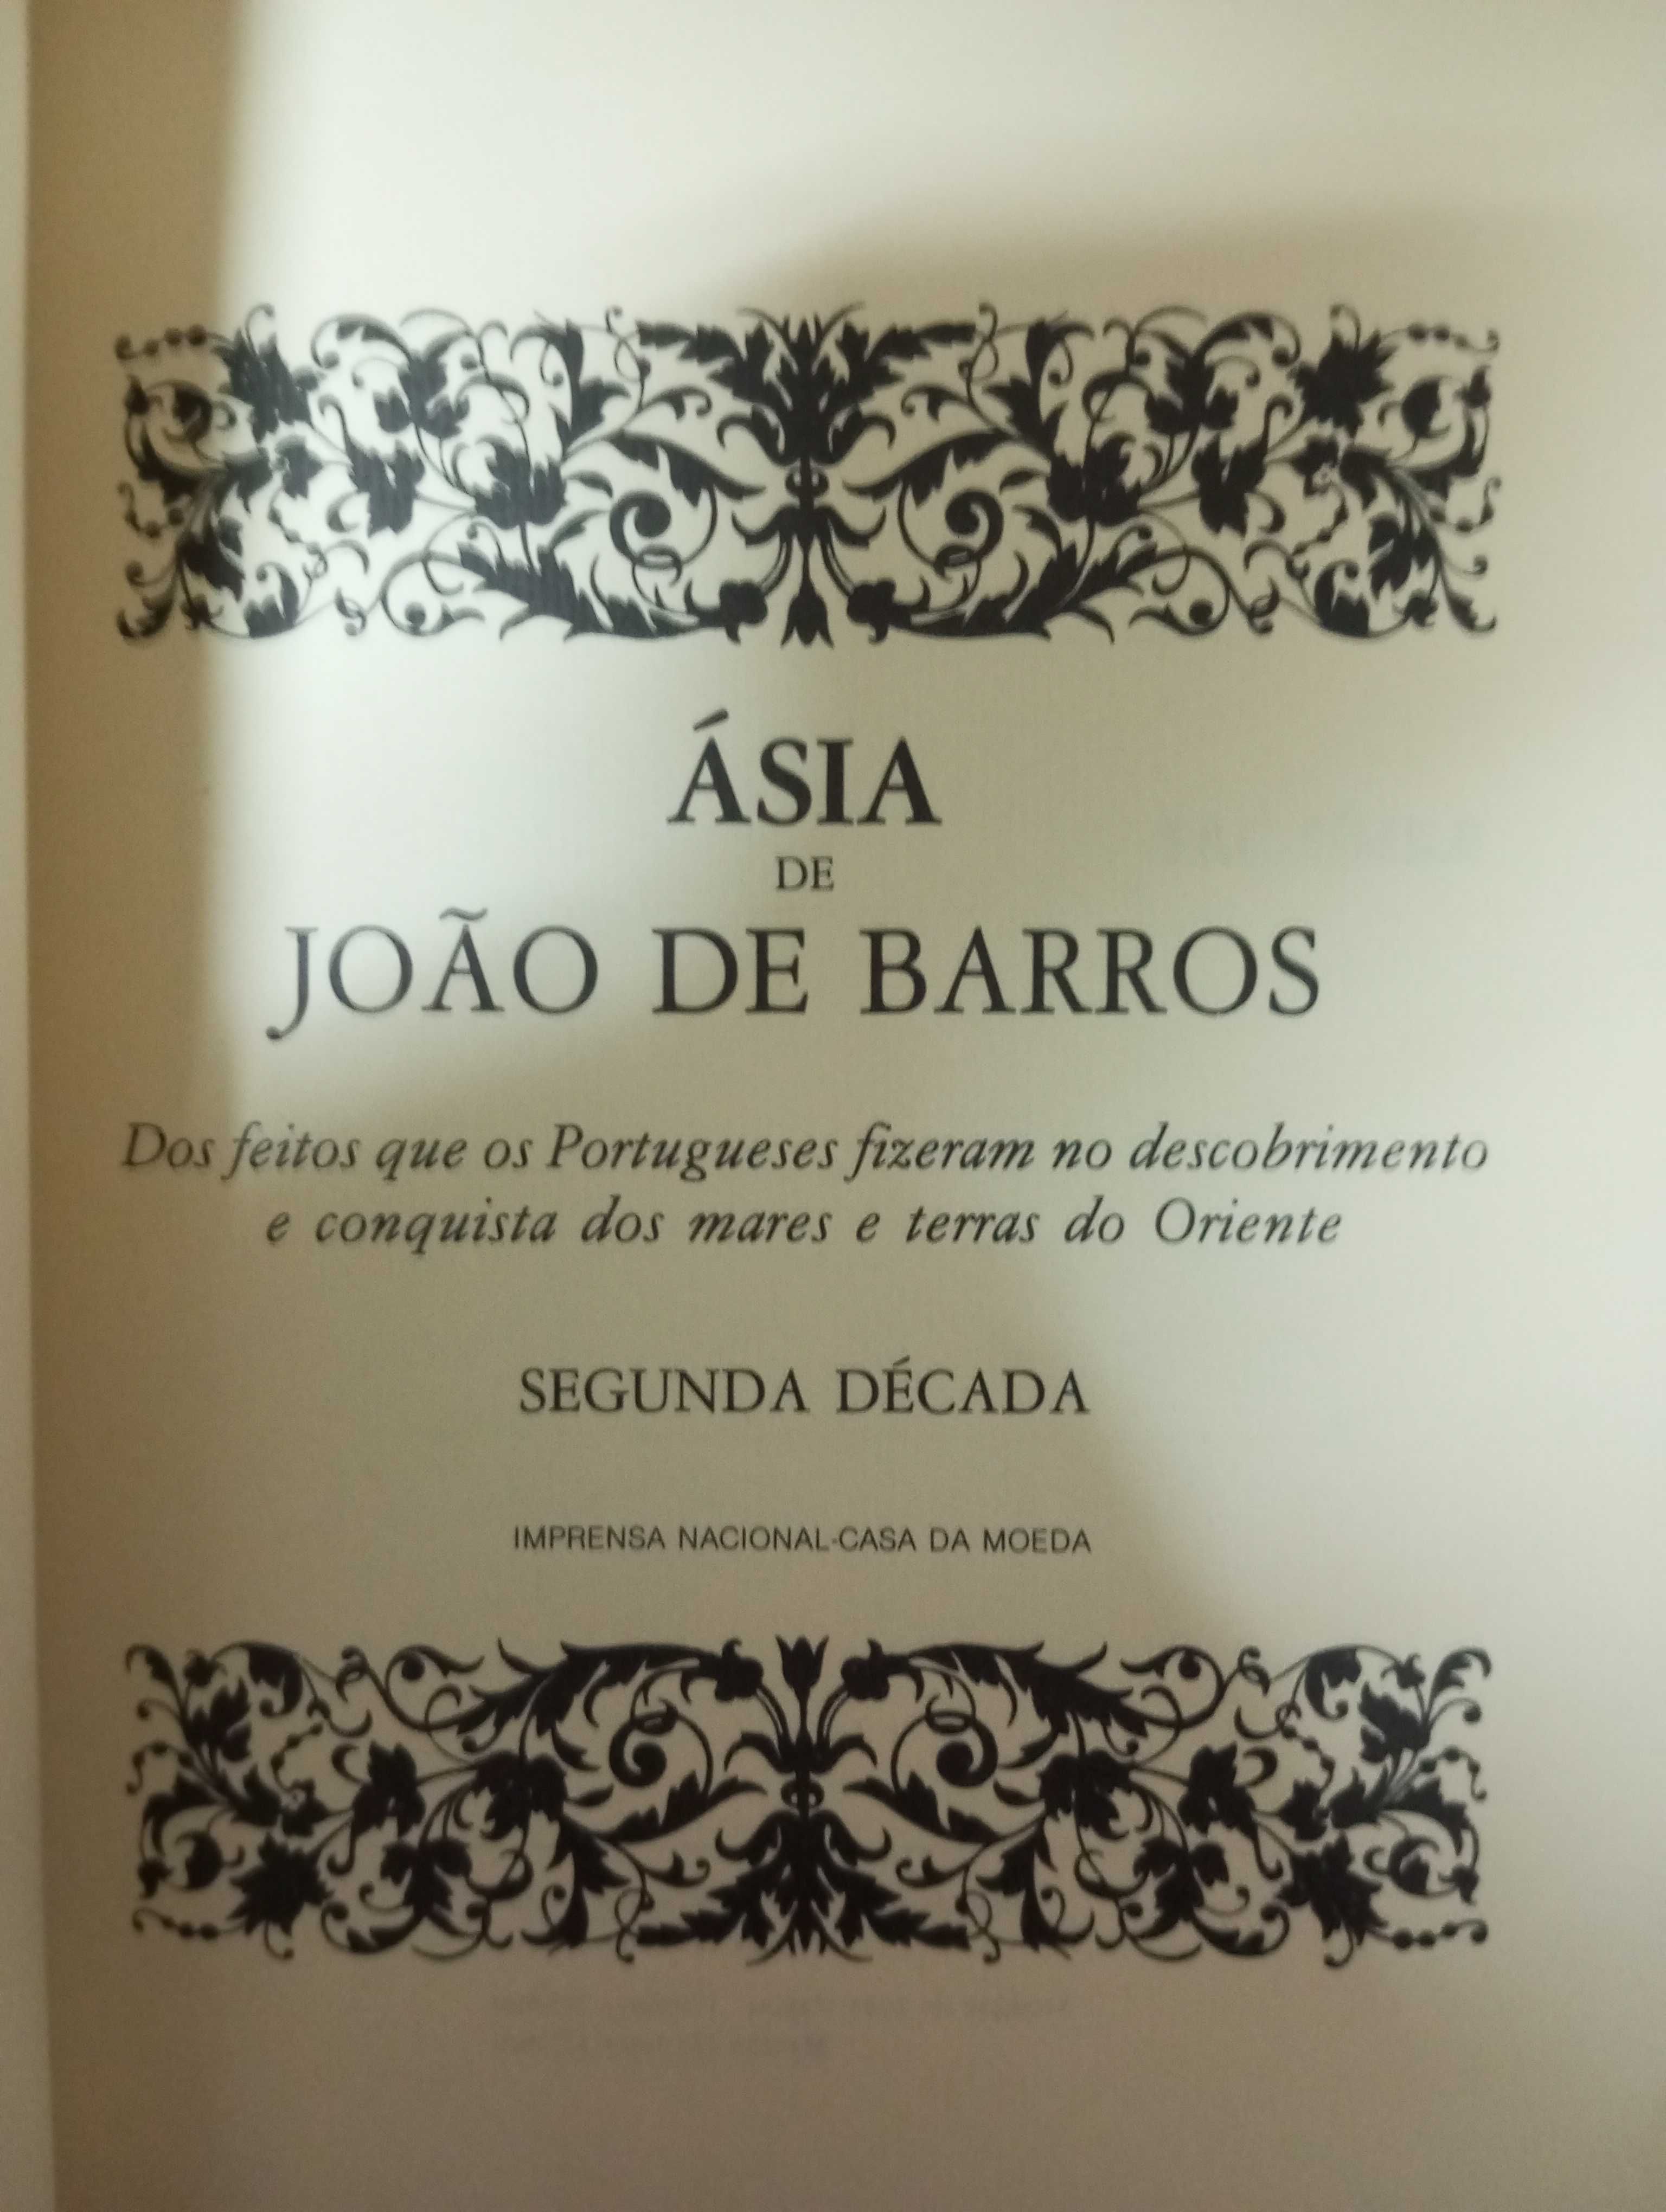 ÁSIA
DE
JOÃO DE BARROS
Dos feitos que os Portugueses fizeram no descobrimento
e conquista dos mares e terras do Oriente
SEGUNDA DÉCADA
IMPRENSA NACIONAL-CASA DA MOEDA